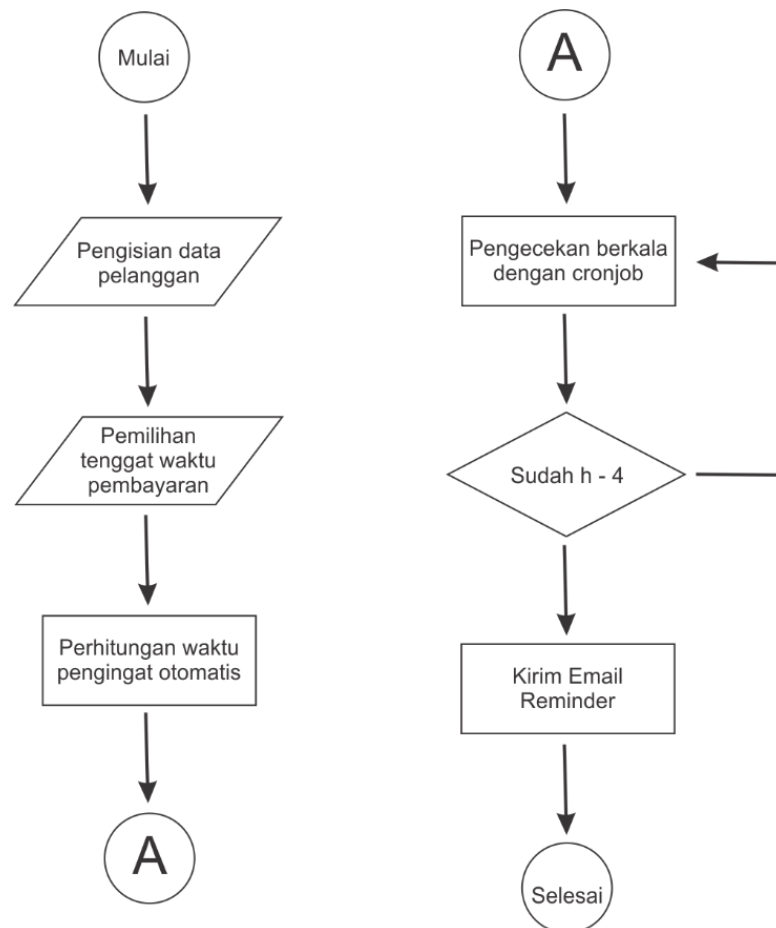 Mulai
Pengisian data
pelanggan
Pemilihan
tenggat waktu
pembayaran
Perhitungan waktu
pengingat otomatis
A
A
Pengecekan berkala
dengan cronjob
Sudah h - 4
Kirim Email
Reminder
Selesai